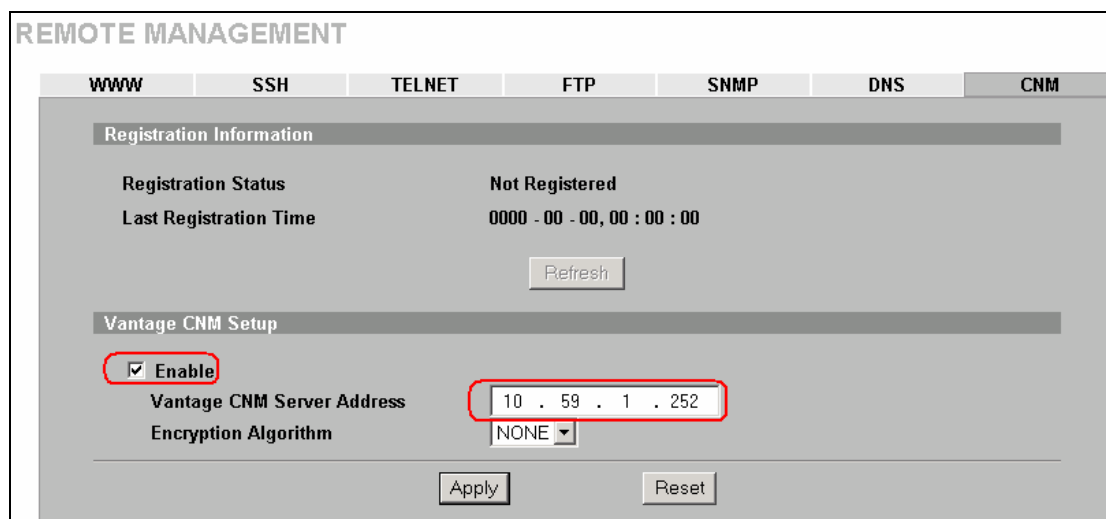 REMOTE MANAGEMENT
WWW SSH TELNET FTP SNMP DNS CNM
Registration Information
Registration Status Not Registered
Last Registration Time 0000 - 00 - 00, 00 : 00 : 00
Refresh
Vantage CNM Setup
Enable
Vantage CNM Server Address 10 . 59 . 1 . 252
Encryption Algorithm NONE
Apply Reset